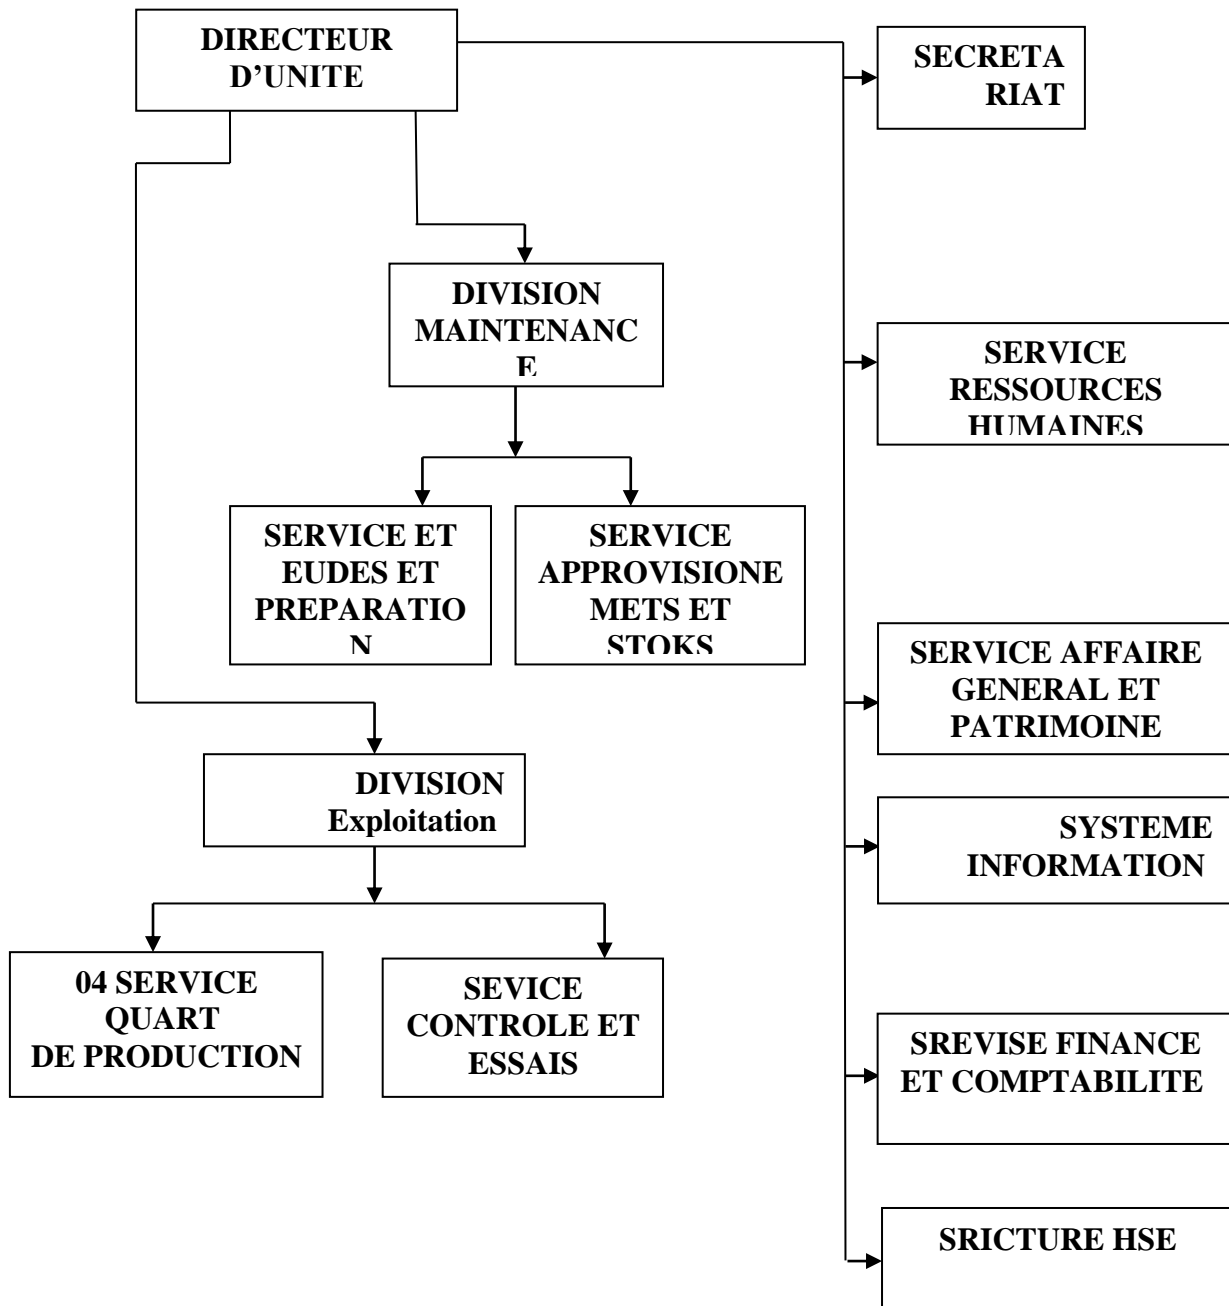 DIRECTEUR
D’UNITE
SECRETA
RIAT
DIVISION
MAINTENANC
E
SERVICE
RESSOURCES
HUMAINES
SERVICE ET
EUDES ET
PREPARATIO
N
SERVICE
APPROVISIONE
METS ET
STOKS
SERVICE AFFAIRE
GENERAL ET
PATRIMOINE
DIVISION
Exploitation
SYSTEME
INFORMATION
04 SERVICE
QUART
DE PRODUCTION
SEVICE
CONTROLE ET
ESSAIS
SREVISE FINANCE
ET COMPTABILITE
SRICTURE HSE